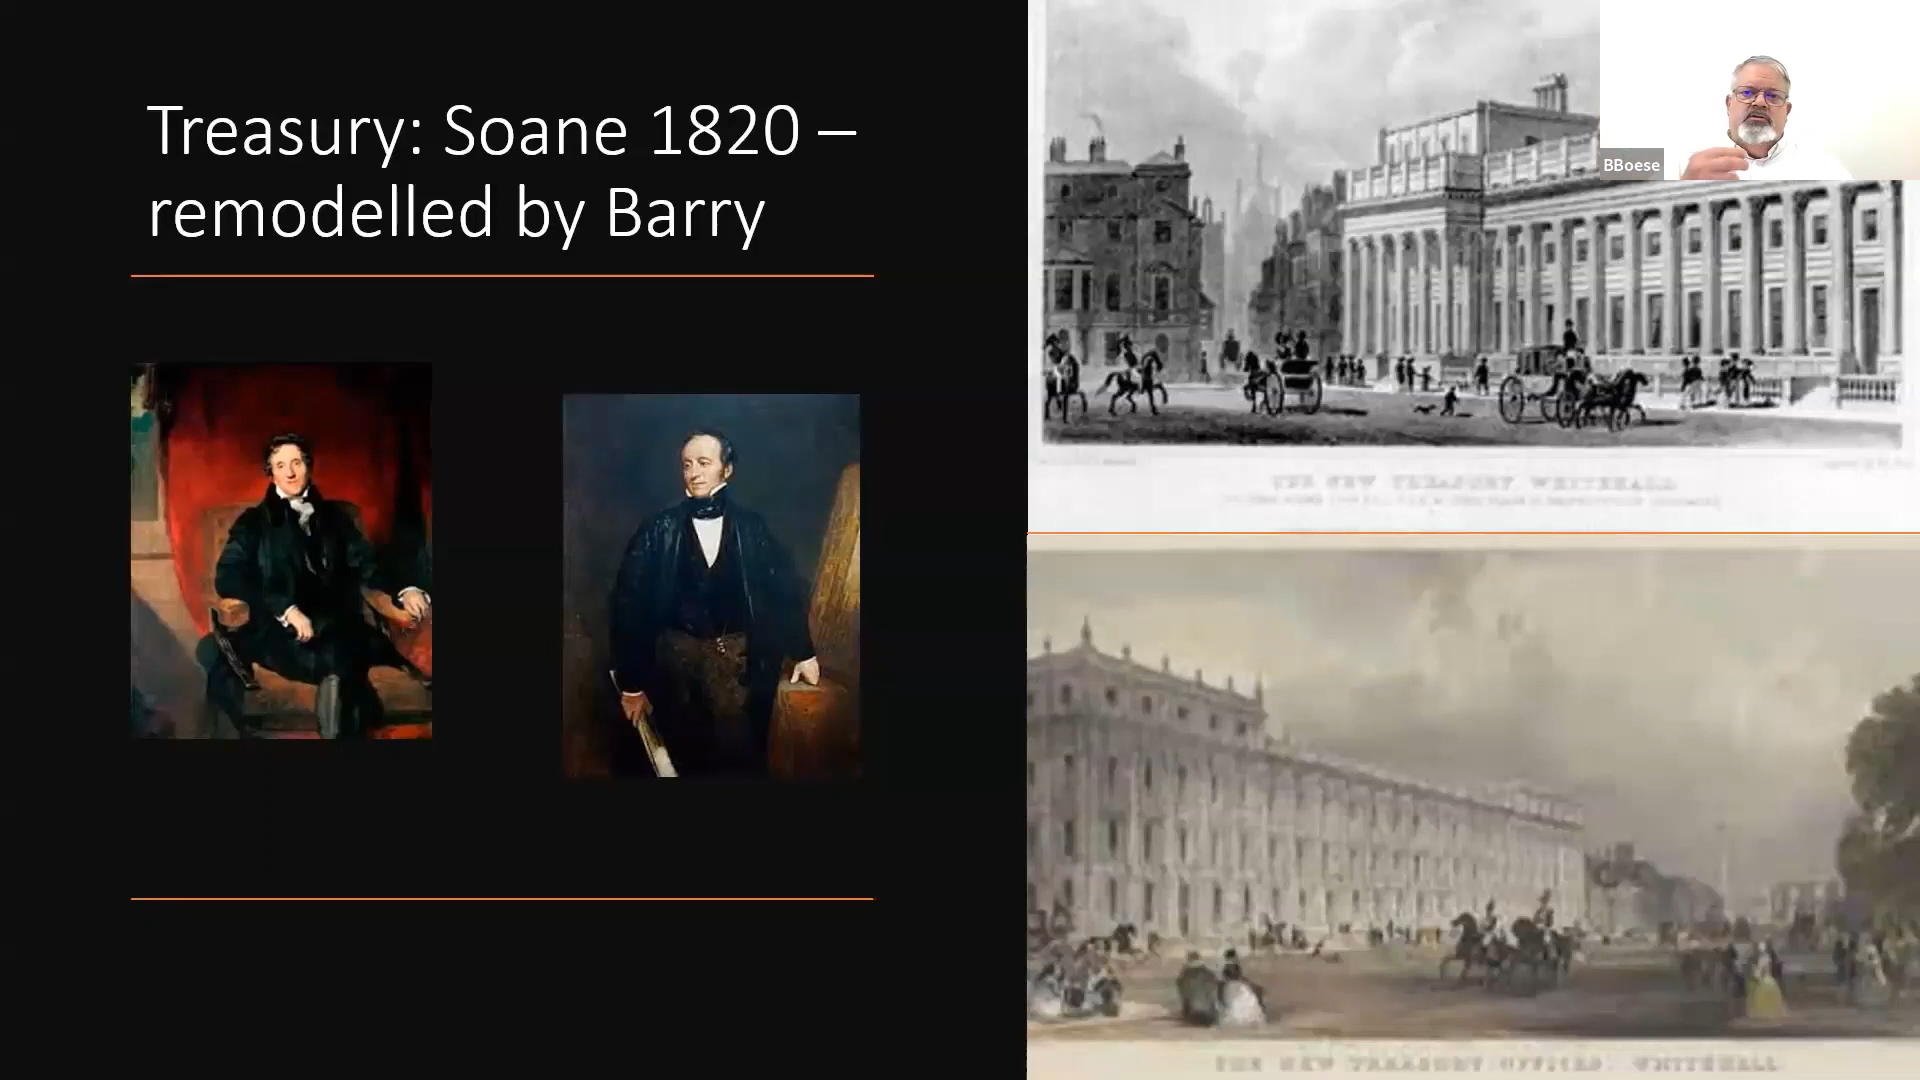 Treasury: Soane 1820 –
remodelled by Barry
BBoese
THE NEW TREASURY WHITEHALL
THE NEW TREASURY OFFICES, WHITEHALL